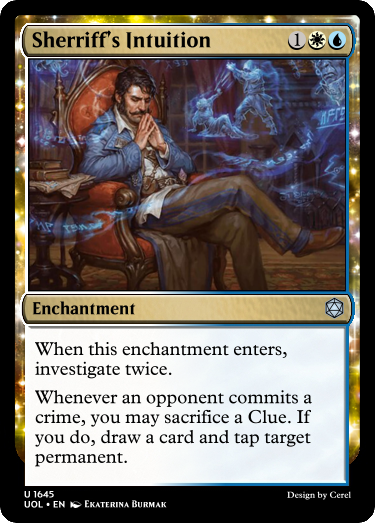 Sherriff's Intuition 1
Enchantment
When this enchantment enters,
investigate twice.
Whenever an opponent commits a
crime, you may sacrifice a Clue. If
you do, draw a card and tap target
permanent.
U 1645
UOL • EN Ekaterina Burmak
Design by Cerel